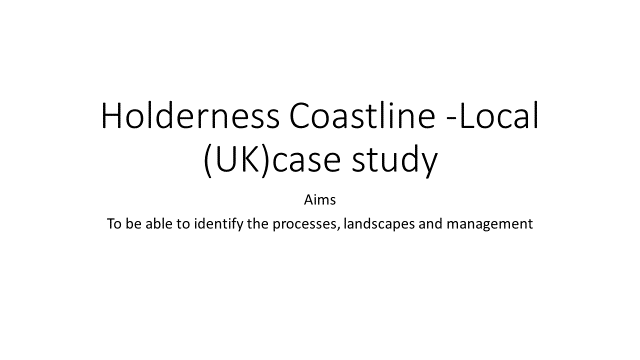 Holderness Coastline -Local
(UK)case study
Aims
To be able to identify the processes, landscapes and management